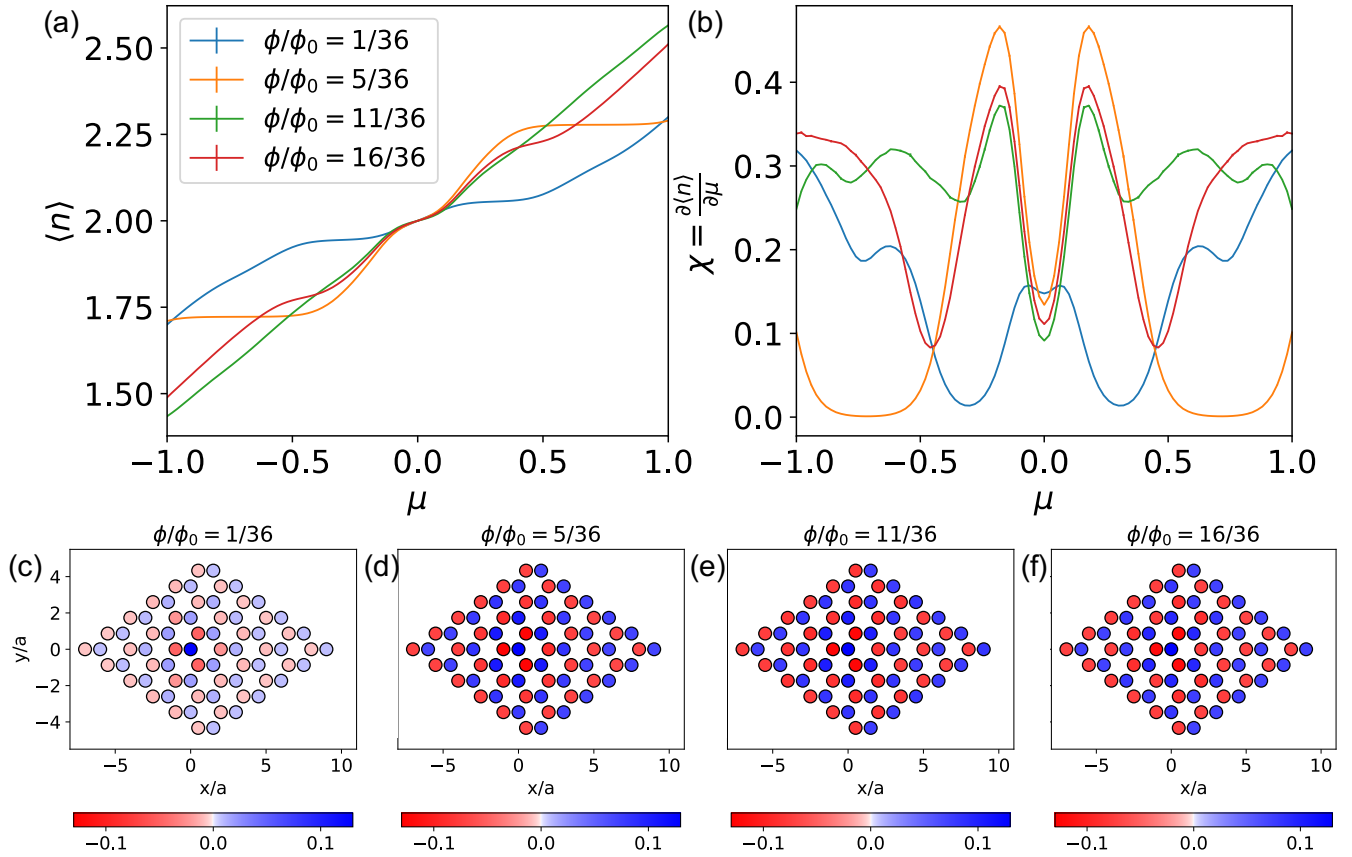 (a)
2.50
2.25
2.00
1.75
1.50
⟨n⟩
ϕ/ϕ₀ = 1/36
ϕ/ϕ₀ = 5/36
ϕ/ϕ₀ = 11/36
ϕ/ϕ₀ = 16/36
−1.0 −0.5 0.0 0.5 1.0
μ
(b)
0.4
0.3
0.2
0.1
0.0
χ = ∂⟨n⟩/∂μ
−1.0 −0.5 0.0 0.5 1.0
μ
(c)
ϕ/ϕ₀ = 1/36
4
2
0
−2
−4
y/a
−5 0 5 10
x/a
−0.1 0.0 0.1
(d)
ϕ/ϕ₀ = 5/36
−5 0 5 10
x/a
−0.1 0.0 0.1
(e)
ϕ/ϕ₀ = 11/36
−5 0 5 10
x/a
−0.1 0.0 0.1
(f)
ϕ/ϕ₀ = 16/36
−5 0 5 10
x/a
−0.1 0.0 0.1